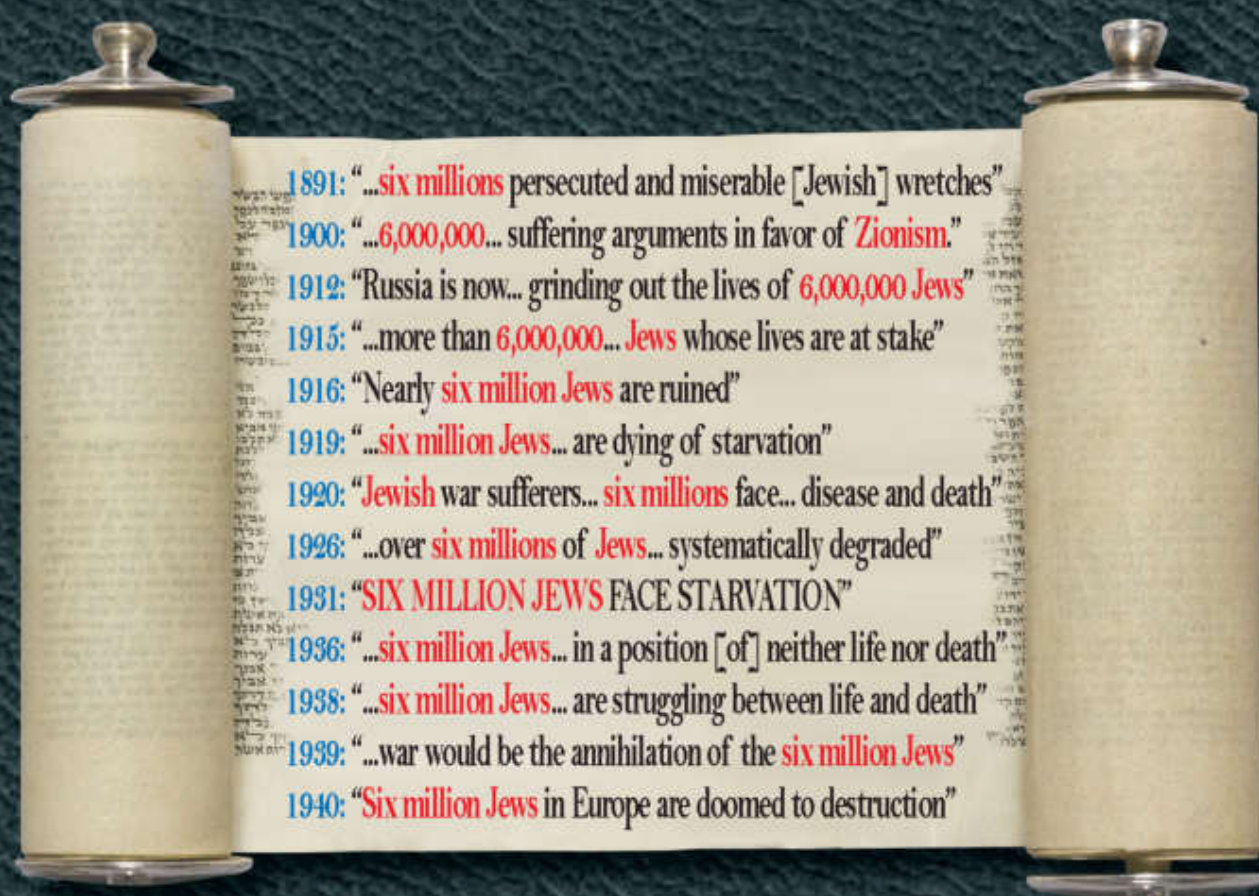 1891: “...six millions persecuted and miserable [Jewish] wretches”
1900: “...6,000,000... suffering arguments in favor of Zionism.”
1912: “Russia is now... grinding out the lives of 6,000,000 Jews”
1915: “...more than 6,000,000... Jews whose lives are at stake”
1916: “Nearly six million Jews are ruined”
1919: “...six million Jews... are dying of starvation”
1920: “Jewish war sufferers... six millions face... disease and death”
1926: “...over six millions of Jews... systematically degraded”
1931: “SIX MILLION JEWS FACE STARVATION”
1936: “...six million Jews... in a position [of] neither life nor death”
1938: “...six million Jews... are struggling between life and death”
1939: “...war would be the annihilation of the six million Jews”
1940: “Six million Jews in Europe are doomed to destruction”